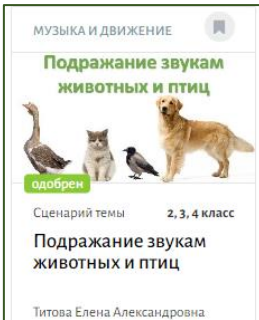 МУЗЫКА И ДВИЖЕНИЕ
Подражание звукам
животных и птиц
одобрен
Сценарий темы 2, 3, 4 класс
Подражание звукам
животных и птиц
Титова Елена Александровна